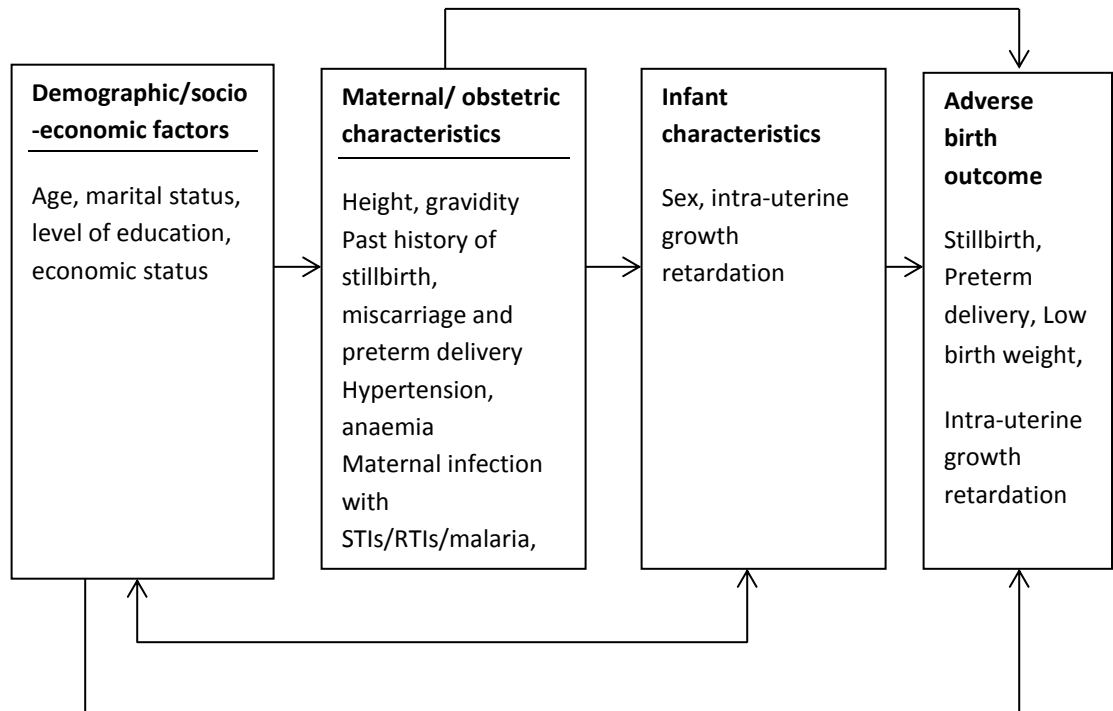 Demographic/socio
-economic factors
Age, marital status,
level of education,
economic status
Maternal/ obstetric
characteristics
Height, gravidity
Past history of
stillbirth,
miscarriage and
preterm delivery
Hypertension,
anaemia
Maternal infection
with
STIs/RTIs/malaria,
Infant
characteristics
Sex, intra-uterine
growth
retardation
Adverse
birth
outcome
Stillbirth,
Preterm
delivery, Low
birth weight,
Intra-uterine
growth
retardation